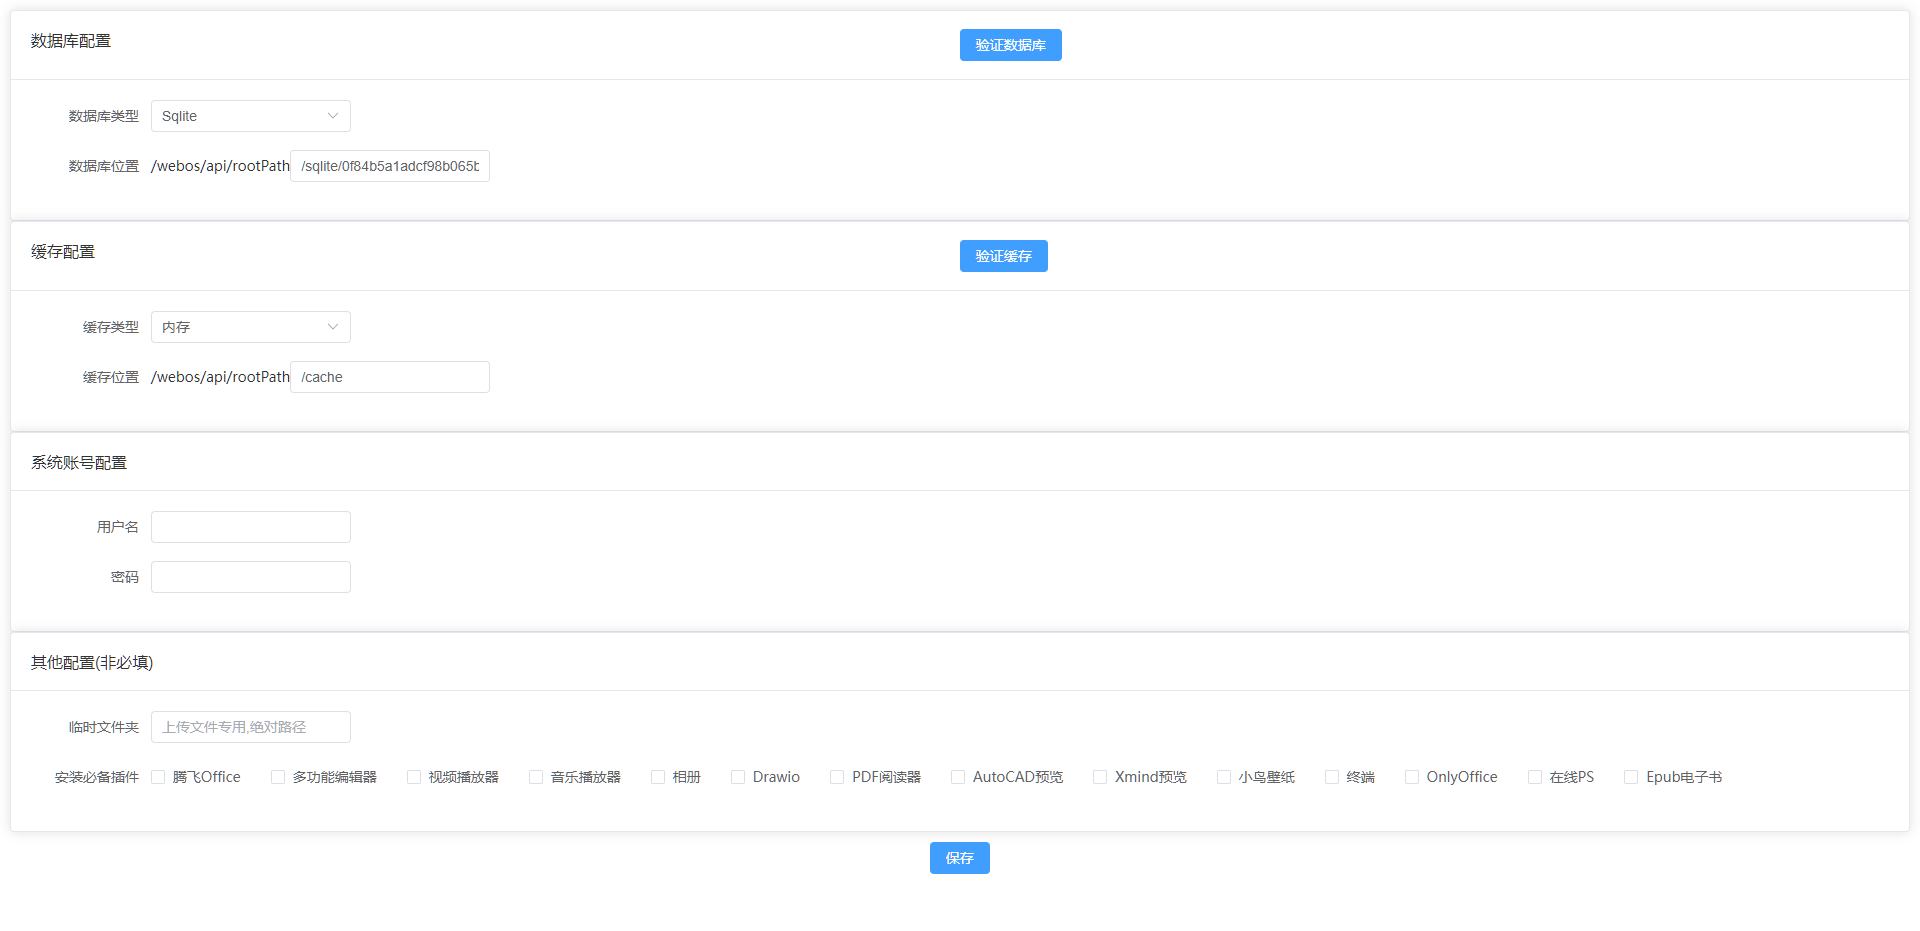 数据库配置 验证数据库
数据库类型 Sqlite
数据库位置 /webos/api/rootPath /sqlite/0f84b5a1adcf98b065b
缓存配置 验证缓存
缓存类型 内存
缓存位置 /webos/api/rootPath /cache
系统账号配置
用户名
密码
其他配置(非必填)
临时文件夹 上传文件专用,绝对路径
安装必备插件 腾飞Office 多功能编辑器 视频播放器 音乐播放器 相册 Drawio PDF阅读器 AutoCAD预览 Xmind预览 小鸟壁纸 终端 OnlyOffice 在线PS Epub电子书
保存